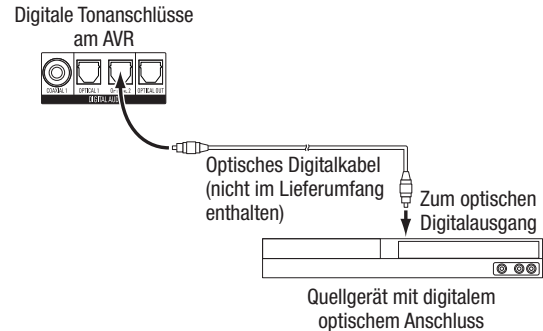 Digitale Tonanschlüsse
am AVR
COAXIAL 1 OPTICAL 1 OPTICAL OUT
DIGITAL AUDIO
Optisches Digitalkabel
(nicht im Lieferumfang
enthalten)
Zum optischen
Digitalausgang
Quellgerät mit digitalem
optischem Anschluss